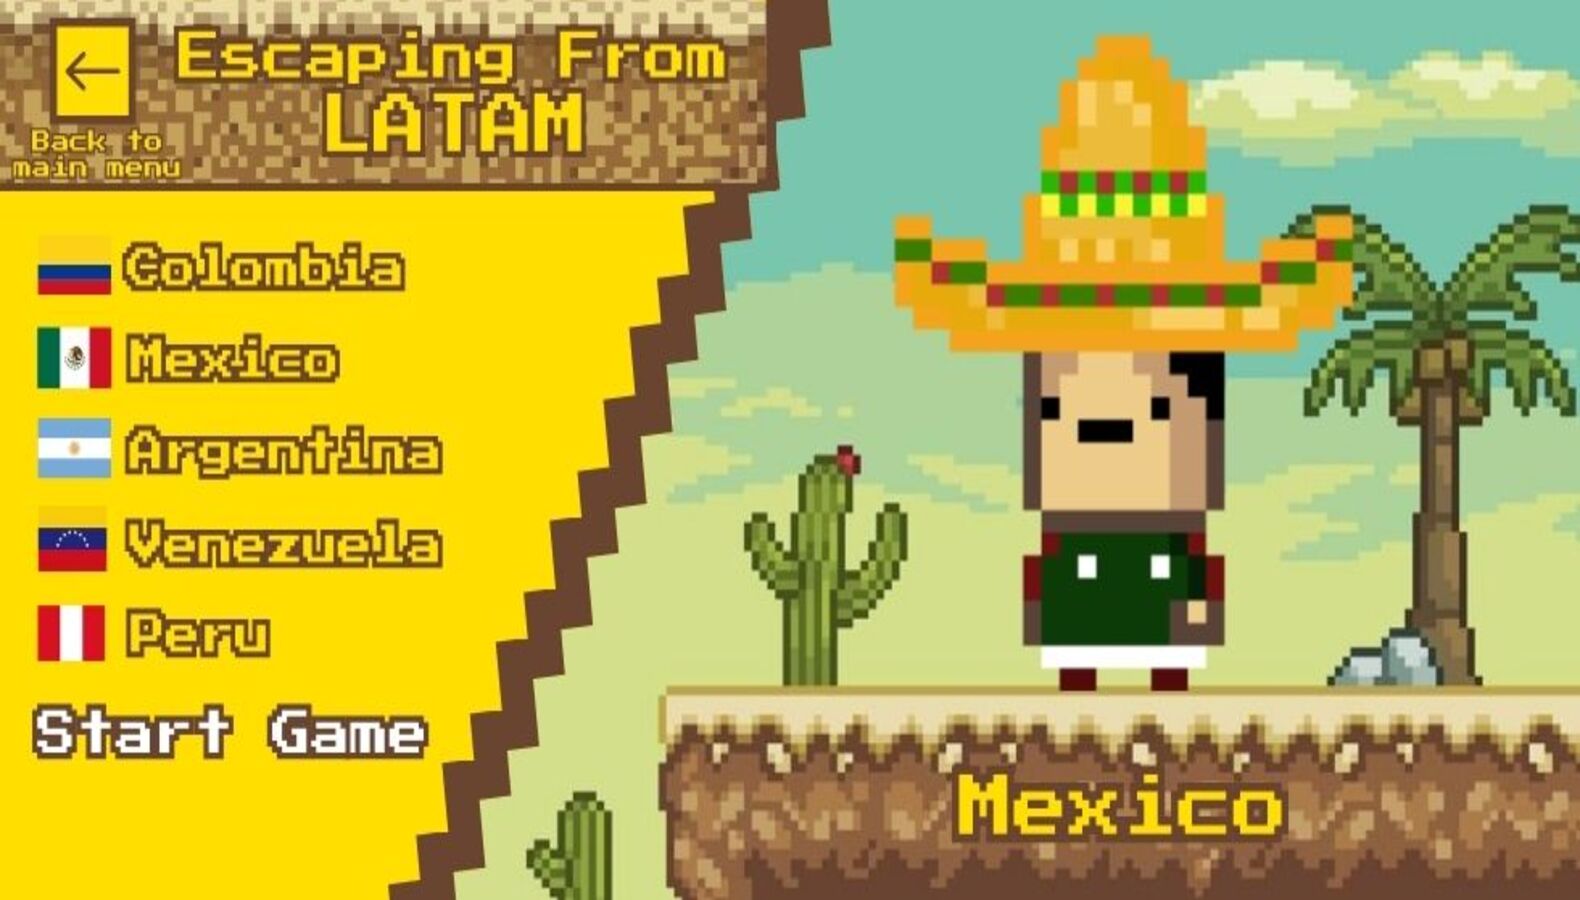 Escaping From
LATAM
Back to
main menu
Colombia
Mexico
Argentina
Venezuela
Peru
Start Game
Mexico